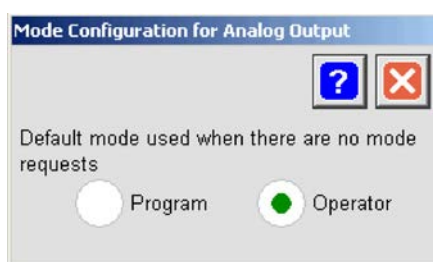 Mode Configuration for Analog Output
?
Default mode used when there are no mode
requests
Program Operator